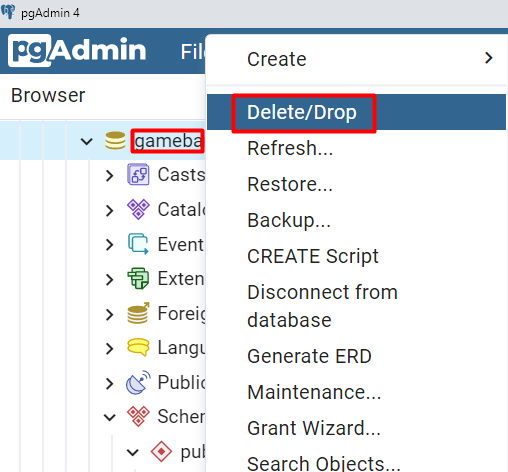 pgAdmin 4
pgAdmin
Fil
Browser
gameba
Casts
Catalo
Event
Exten
Foreig
Langu
Public
Schem
pub
Create
Delete/Drop
Refresh...
Restore...
Backup...
CREATE Script
Disconnect from
database
Generate ERD
Maintenance...
Grant Wizard...
Search Objects...